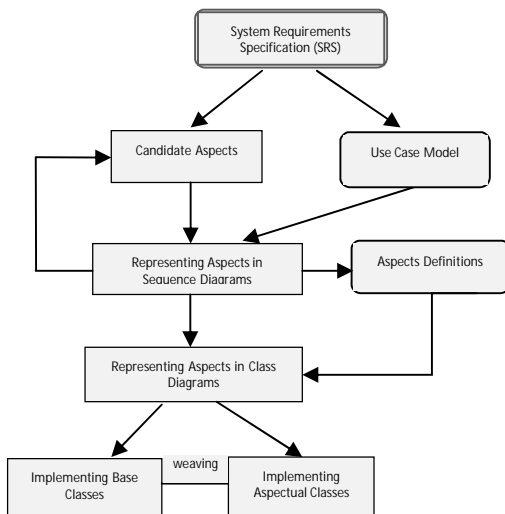 System Requirements
Specification (SRS)
Candidate Aspects
Use Case Model
Representing Aspects in
Sequence Diagrams
Aspects Definitions
Representing Aspects in Class
Diagrams
Implementing Base
Classes
weaving
Implementing
Aspectual Classes